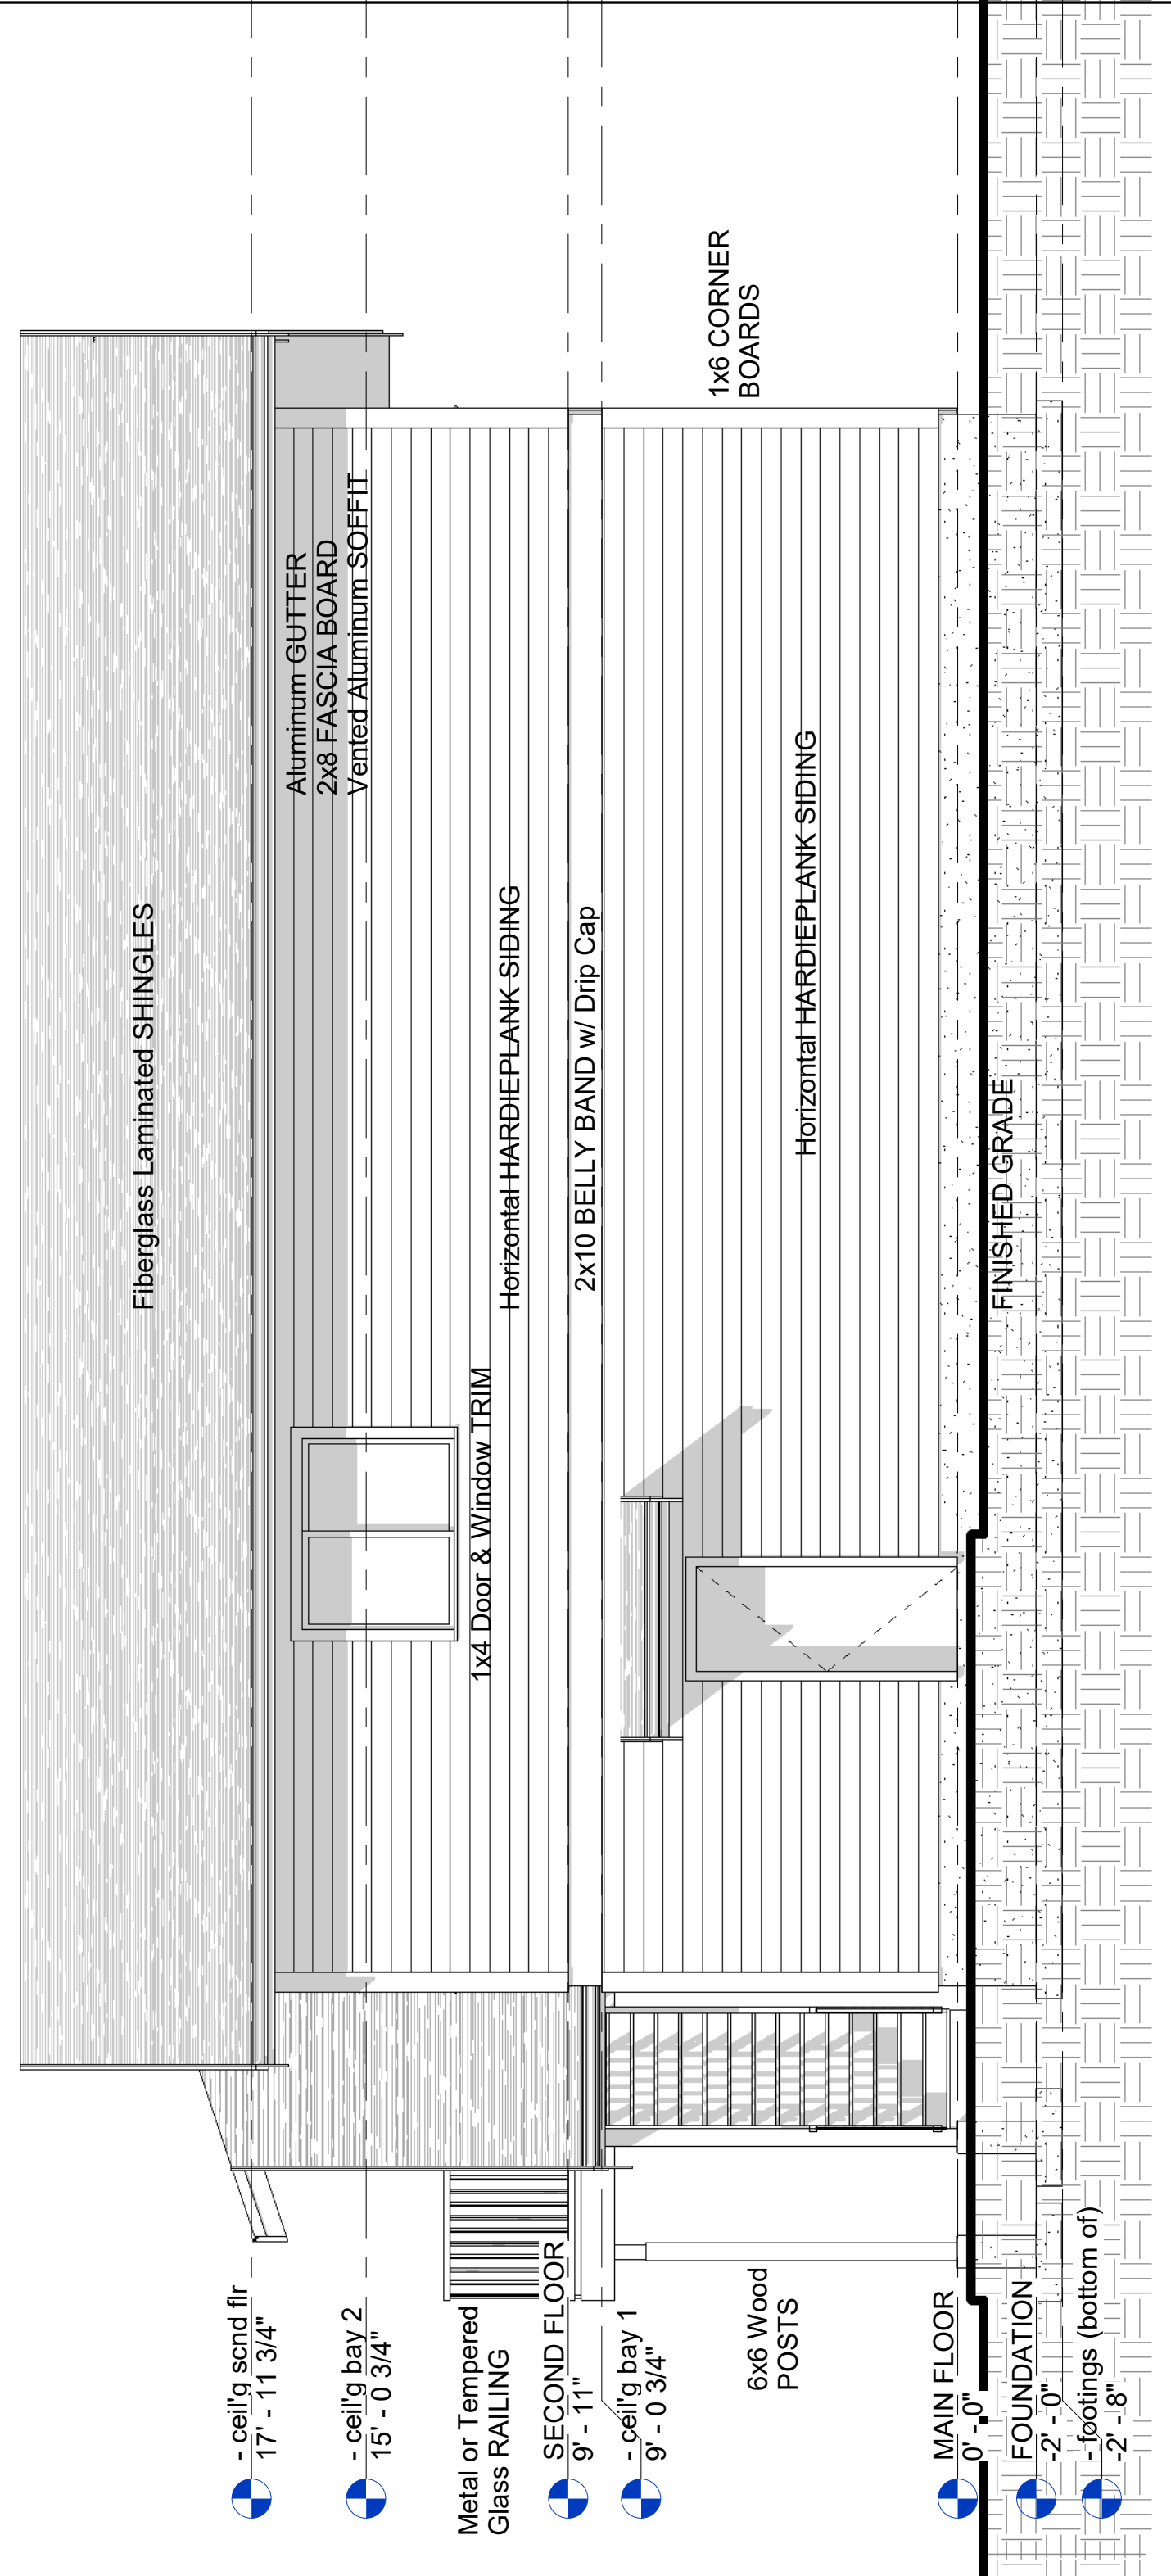 - ceil'g scnd flr
17' - 11 3/4"
- ceil'g bay 2
15' - 0 3/4"
Metal or Tempered
Glass RAILING
SECOND FLOOR
9' - 11"
- ceil'g bay 1
9' - 0 3/4"
6x6 Wood
POSTS
MAIN FLOOR
0' - 0"
FOUNDATION
-2' - 0"
- footings (bottom of)
-2' - 8"
Fiberglass Laminated SHINGLES
Aluminum GUTTER
2x8 FASCIA BOARD
Vented Aluminum SOFFIT
1x4 Door & Window TRIM
Horizontal HARDIEPLANK SIDING
2x10 BELLY BAND w/ Drip Cap
Horizontal HARDIEPLANK SIDING
1x6 CORNER
BOARDS
FINISHED GRADE